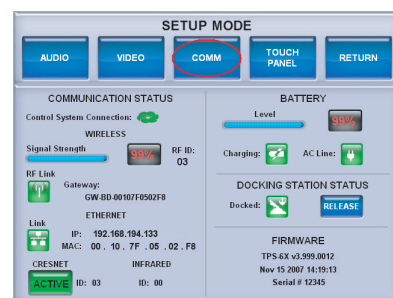 SETUP MODE
AUDIO
VIDEO
COMM
TOUCH
PANEL
RETURN
COMMUNICATION STATUS
Control System Connection:
WIRELESS
Signal Strength
99%
RF ID:
03
RF Link
Gateway:
GW-BD-00107F0502F8
ETHERNET
Link
IP: 192.168.194.133
MAC: 00 . 10 . 7F . 05 . 02 . F8
CRESNET
INFRARED
ACTIVE ID: 03
ID: 00
BATTERY
Level
99%
Charging:
AC Line:
DOCKING STATION STATUS
Docked:
RELEASE
FIRMWARE
TPS-6X v3.999.0012
Nov 15 2007 14:19:13
Serial # 12345